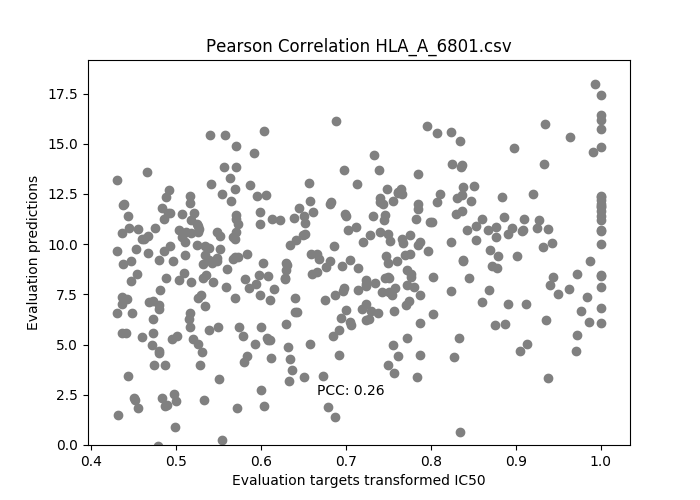 Pearson Correlation HLA_A_6801.csv
17.5
15.0
12.5
10.0
7.5
5.0
2.5
0.0
Evaluation predictions
PCC: 0.26
0.4 0.5 0.6 0.7 0.8 0.9 1.0
Evaluation targets transformed IC50